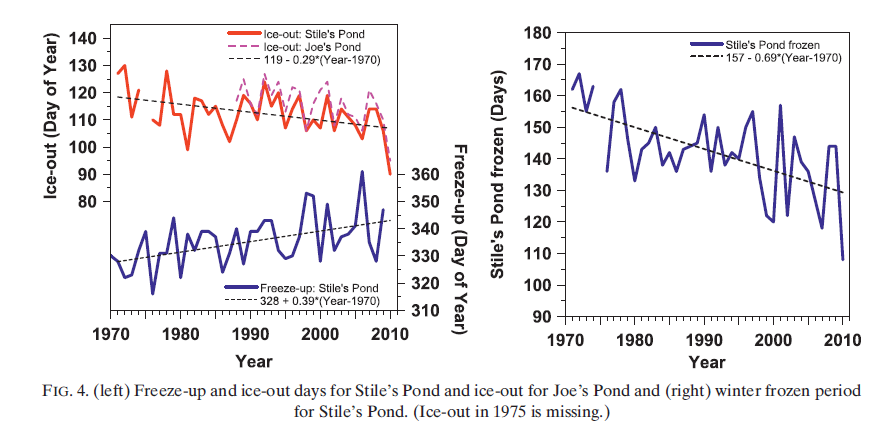 Ice-out (Day of Year)
140
130
120
110
100
90
80
Ice-out: Stile's Pond
Ice-out: Joe's Pond
119 - 0.29*(Year-1970)
360
350
340
330
320
310
Freeze-up (Day of Year)
Freeze-up: Stile's Pond
328 + 0.39*(Year-1970)
1970 1980 1990 2000 2010
Year
Stile's Pond frozen (Days)
180
170
160
150
140
130
120
110
100
90
Stile's Pond frozen
157 - 0.69*(Year-1970)
1970 1980 1990 2000 2010
Year
FIG. 4. (left) Freeze-up and ice-out days for Stile's Pond and ice-out for Joe's Pond and (right) winter frozen period
for Stile's Pond. (Ice-out in 1975 is missing.)